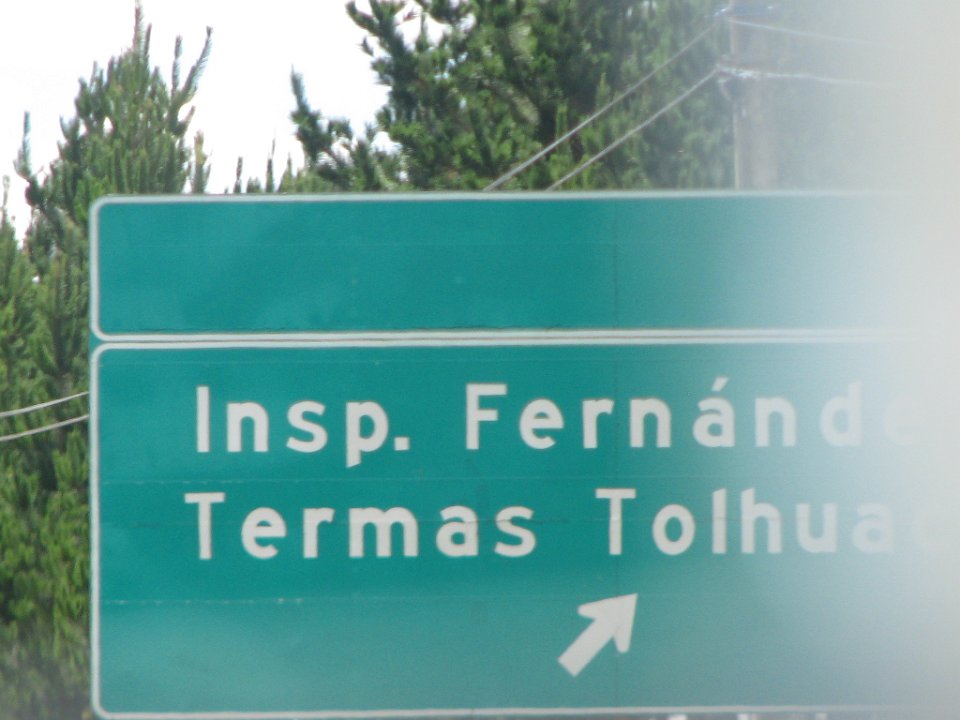 Insp. Fernánde
Termas Tolhua